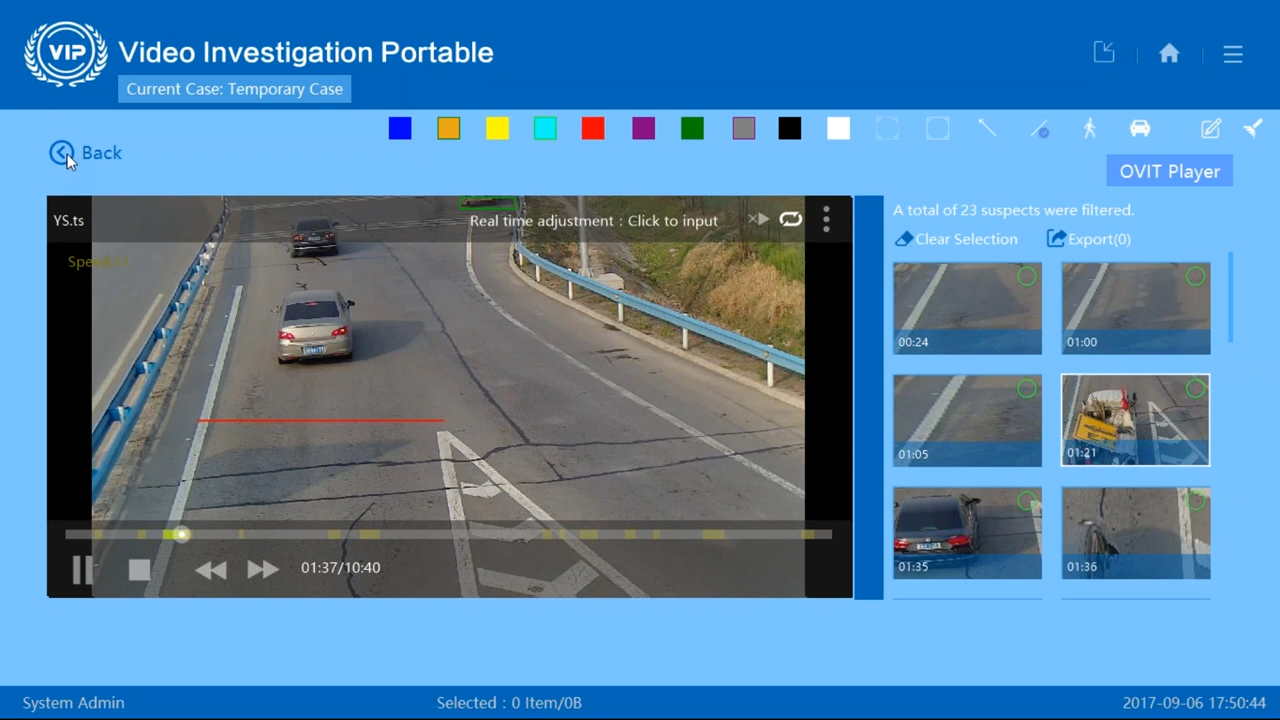 VIP
Video Investigation Portable
Current Case: Temporary Case
Back
OVIT Player
YS.ts
Real time adjustment : Click to input
Speed x1
A total of 23 suspects were filtered.
Clear Selection
Export(0)
00:24
01:00
01:05
01:21
01:35
01:36
01:37/10:40
System Admin
Selected : 0 Item/0B
2017-09-06 17:50:44